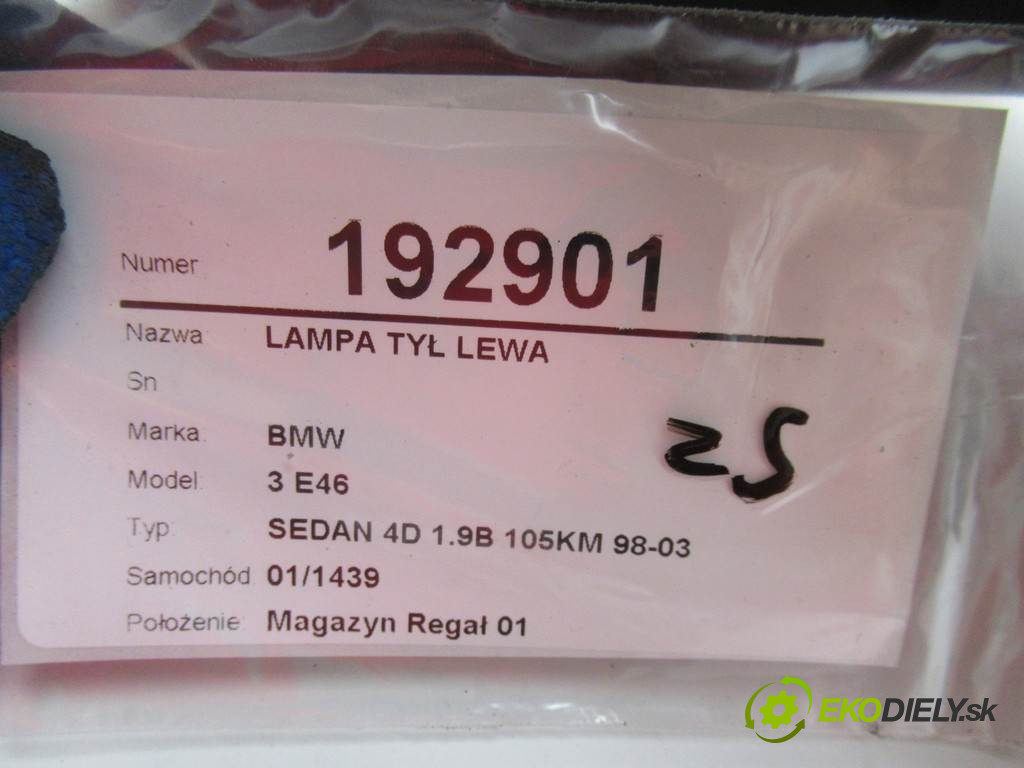 Numer 192901
Nazwa LAMPA TYŁ LEWA
Sn
Marka: BMW
Model: 3 E46
Typ: SEDAN 4D 1.9B 105KM 98-03
Samochód 01/1439
Położenie: Magazyn Regał 01
EKODIELY.sk